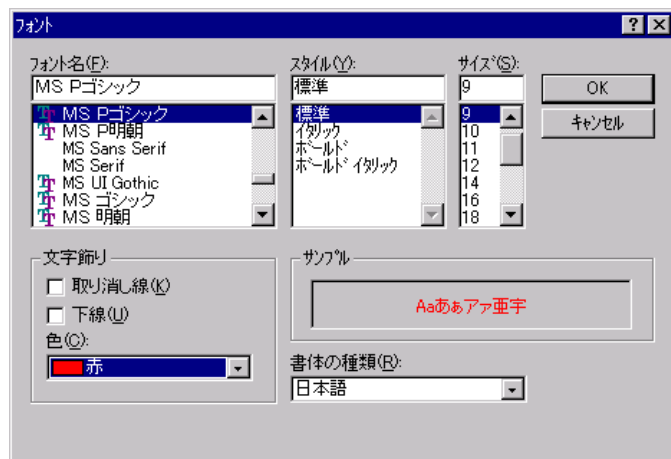 フォント
フォント名(F):
MS Pゴシック
MS Pゴシック
MS P明朝
MS Sans Serif
MS Serif
MS UI Gothic
MS ゴシック
MS 明朝
スタイル(Y):
標準
標準
イタリック
ボールド
ボールド イタリック
サイズ(S):
9
9
10
11
12
14
16
18
OK
キャンセル
文字飾り
取り消し線(K)
下線(U)
色(C):
赤
サンプル
Aaあぁアァ亜宇
書体の種類(R):
日本語